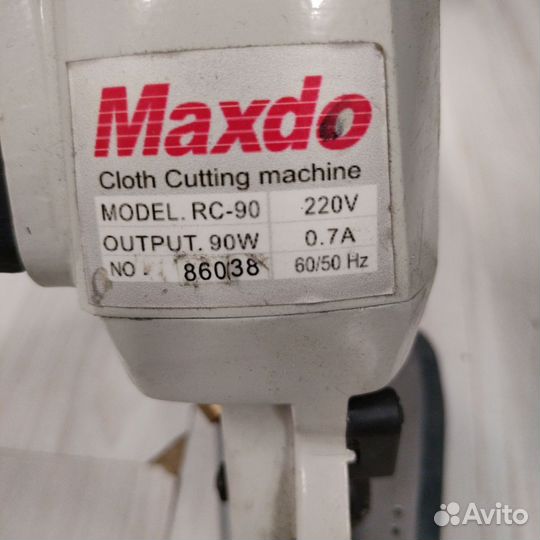 Maxdo
Cloth Cutting machine
MODEL. RC-90 220V
OUTPUT. 90W 0.7A
NO 86038 60/50 Hz
Avito